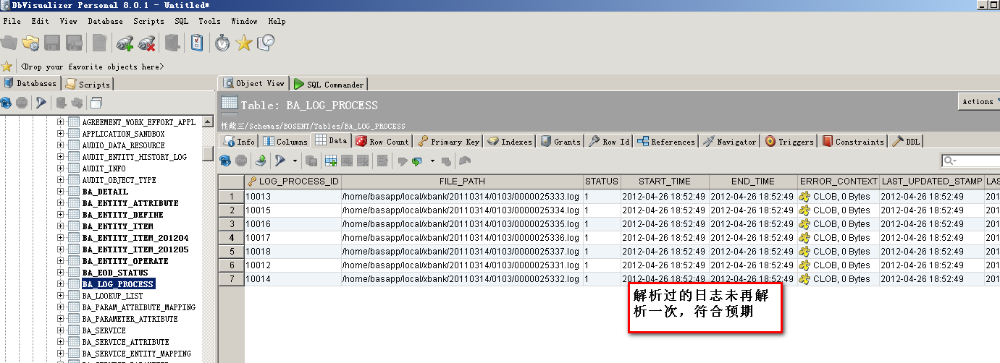 DbVisualizer Personal 8.0.1 - Untitled*
File Edit View Database Scripts SQL Tools Window Help
<Drop your favorite objects here>
Databases Scripts
Object View SQL Commander
Table: BA_LOG_PROCESS
Actions
性能三/Schemas/BOSENT/Tables/BA_LOG_PROCESS
Info Columns Data Row Count Primary Key Indexes Grants Row Id References Navigator Triggers Constraints DDL
AGREEMENT_WORK_EFFORT_APPL
APPLICATION_SANDBOX
AUDIO_DATA_RESOURCE
AUDIT_ENTITY_HISTORY_LOG
AUDIT_INFO
AUDIT_OBJECT_TYPE
BA_DETAIL
BA_ENTITY_ATTRIBUTE
BA_ENTITY_DEFINE
BA_ENTITY_ITEM
BA_ENTITY_ITEM_201204
BA_ENTITY_ITEM_201205
BA_ENTITY_OPERATE
BA_EOD_STATUS
BA_LOG_PROCESS
BA_LOOKUP_LIST
BA_PARAM_ATTRIBUTE_MAPPING
BA_PARAMETER_ATTRIBUTE
BA_SERVICE
BA_SERVICE_ATTRIBUTE
BA_SERVICE_ENTITY_MAPPING
LOG_PROCESS_ID FILE_PATH STATUS START_TIME END_TIME ERROR_CONTEXT LAST_UPDATED_STAMP LAS
1 10013 /home/basapp/local/xbank/20110314/0103/0000025333.log 1 2012-04-26 18:52:49 2012-04-26 18:52:49 CLOB, 0 Bytes 2012-04-26 18:52:49 201
2 10015 /home/basapp/local/xbank/20110314/0103/0000025334.log 1 2012-04-26 18:52:49 2012-04-26 18:52:49 CLOB, 0 Bytes 2012-04-26 18:52:49 201
3 10016 /home/basapp/local/xbank/20110314/0103/0000025335.log 1 2012-04-26 18:52:49 2012-04-26 18:52:49 CLOB, 0 Bytes 2012-04-26 18:52:49 201
4 10017 /home/basapp/local/xbank/20110314/0103/0000025336.log 1 2012-04-26 18:52:49 2012-04-26 18:52:49 CLOB, 0 Bytes 2012-04-26 18:52:49 201
5 10018 /home/basapp/local/xbank/20110314/0103/0000025337.log 1 2012-04-26 18:52:49 2012-04-26 18:52:49 CLOB, 0 Bytes 2012-04-26 18:52:49 201
6 10012 /home/basapp/local/xbank/20110314/0103/0000025331.log 1 2012-04-26 18:52:49 2012-04-26 18:52:49 CLOB, 0 Bytes 2012-04-26 18:52:49 201
7 10014 /home/basapp/local/xbank/20110314/0103/0000025332.log 1 2012-04-26 18:52:49 2012-04-26 18:52:49 CLOB, 0 Bytes 2012-04-26 18:52:49 201
解析过的日志未再解
析一次，符合预期